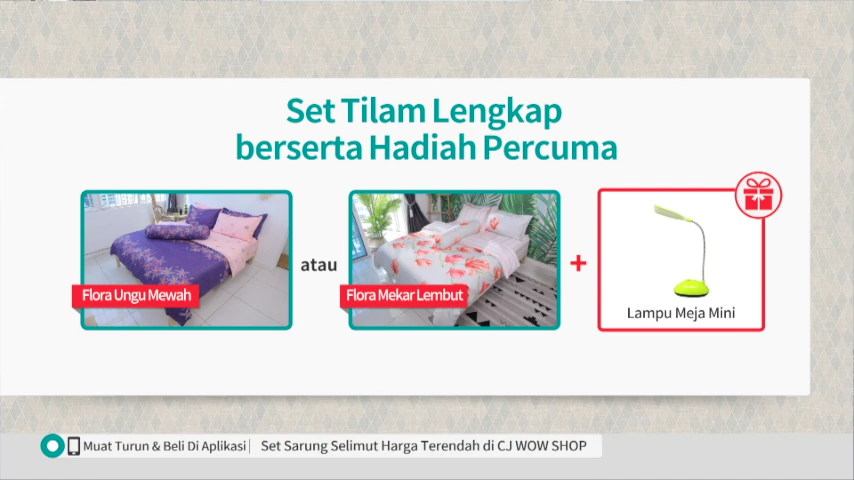 Set Tilam Lengkap
berserta Hadiah Percuma
Flora Ungu Mewah
atau
Flora Mekar Lembut
+
Lampu Meja Mini
Muat Turun & Beli Di Aplikasi | Set Sarung Selimut Harga Terendah di CJ WOW SHOP